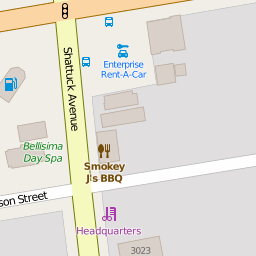 Shattuck Avenue
Enterprise
Rent-A-Car
Bellisima
Day Spa
Smokey
J's BBQ
son Street
Headquarters
3023